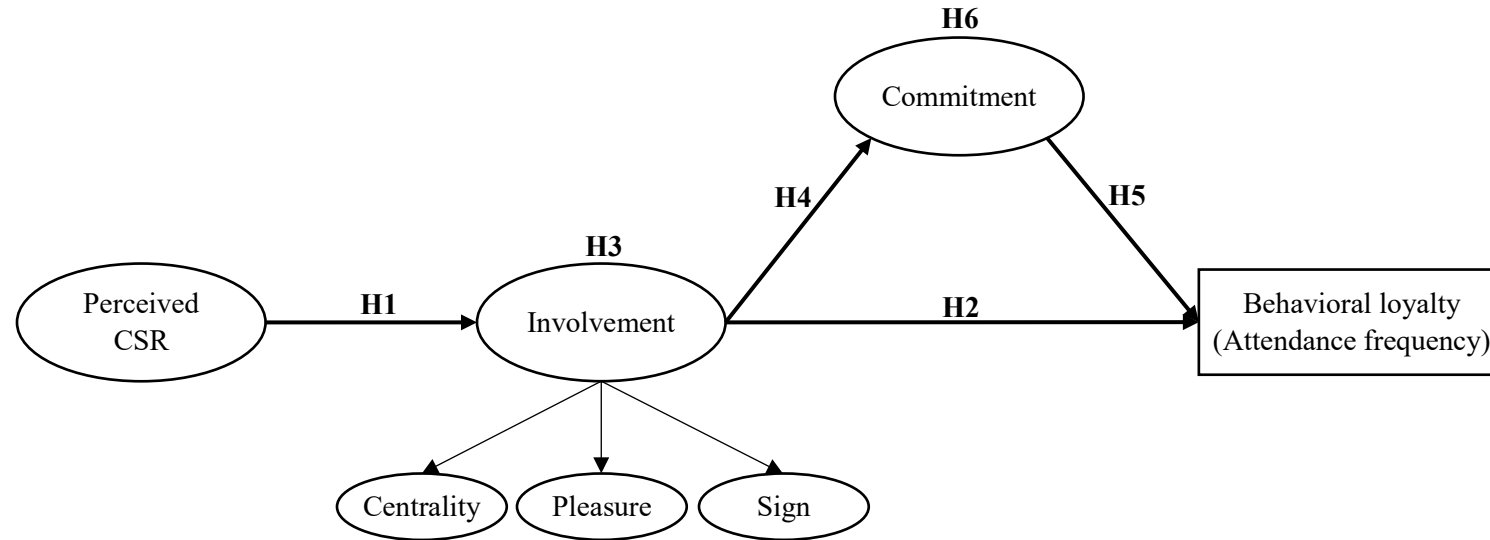 H6
Commitment
H4
H5
H3
Perceived
CSR
H1
Involvement
H2
Behavioral loyalty
(Attendance frequency)
Centrality
Pleasure
Sign